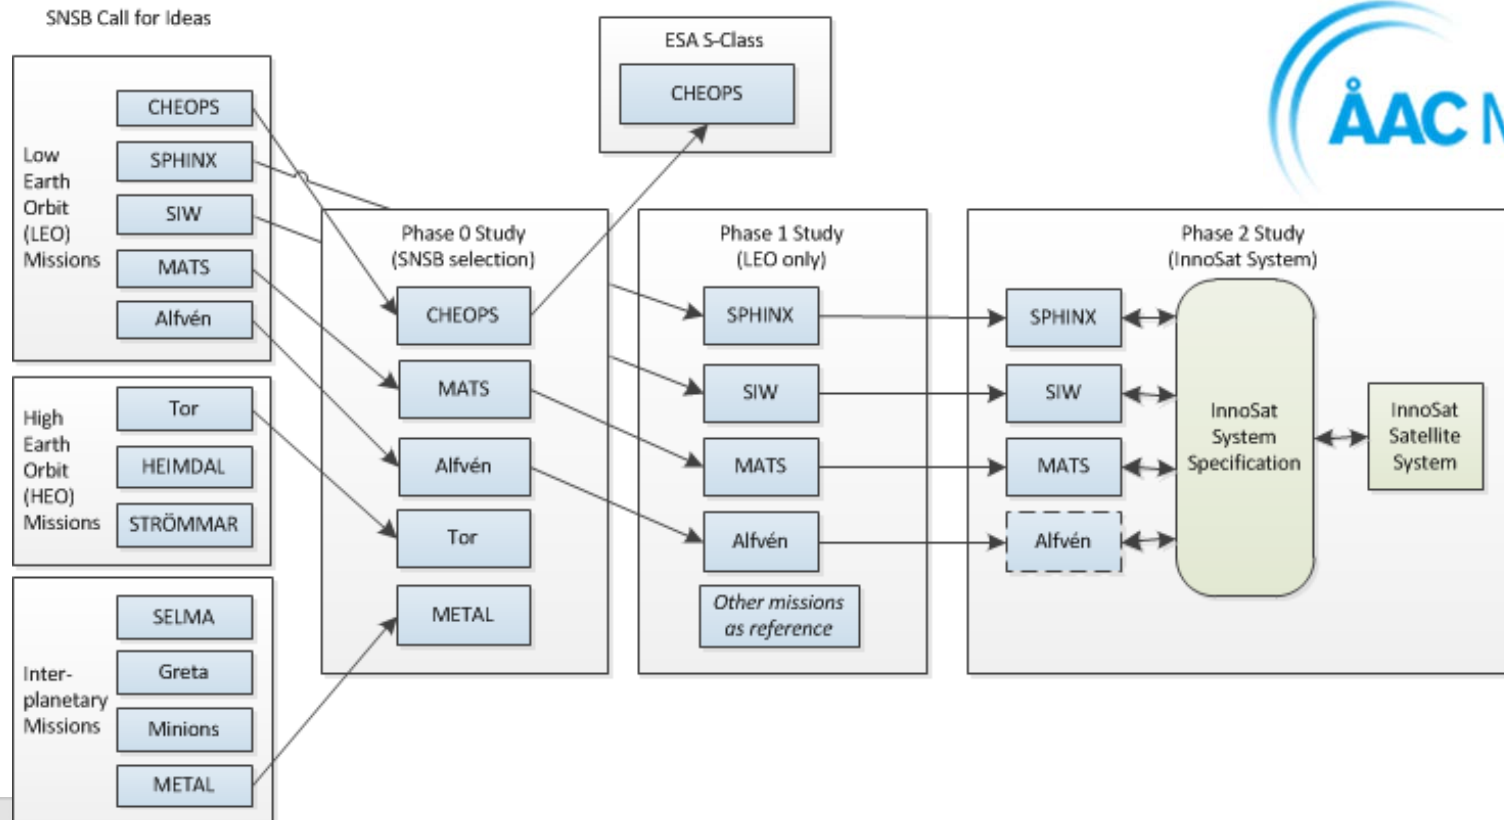 SNSB Call for Ideas
Low
Earth
Orbit
(LEO)
Missions
CHEOPS
SPHINX
SIW
MATS
Alfvén
High
Earth
Orbit
(HEO)
Missions
Tor
HEIMDAL
STRÖMMAR
Inter-
planetary
Missions
SELMA
Greta
Minions
METAL
ESA S-Class
CHEOPS
Phase 0 Study
(SNSB selection)
CHEOPS
MATS
Alfvén
Tor
METAL
Phase 1 Study
(LEO only)
SPHINX
SIW
MATS
Alfvén
Other missions
as reference
Phase 2 Study
(InnoSat System)
SPHINX
SIW
MATS
Alfvén
InnoSat
System
Specification
InnoSat
Satellite
System
ÅAC